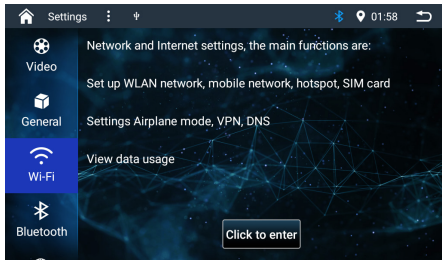 Settings
01:58
Video
General
Wi-Fi
Bluetooth
Network and Internet settings, the main functions are:
Set up WLAN network, mobile network, hotspot, SIM card
Settings Airplane mode, VPN, DNS
View data usage
Click to enter